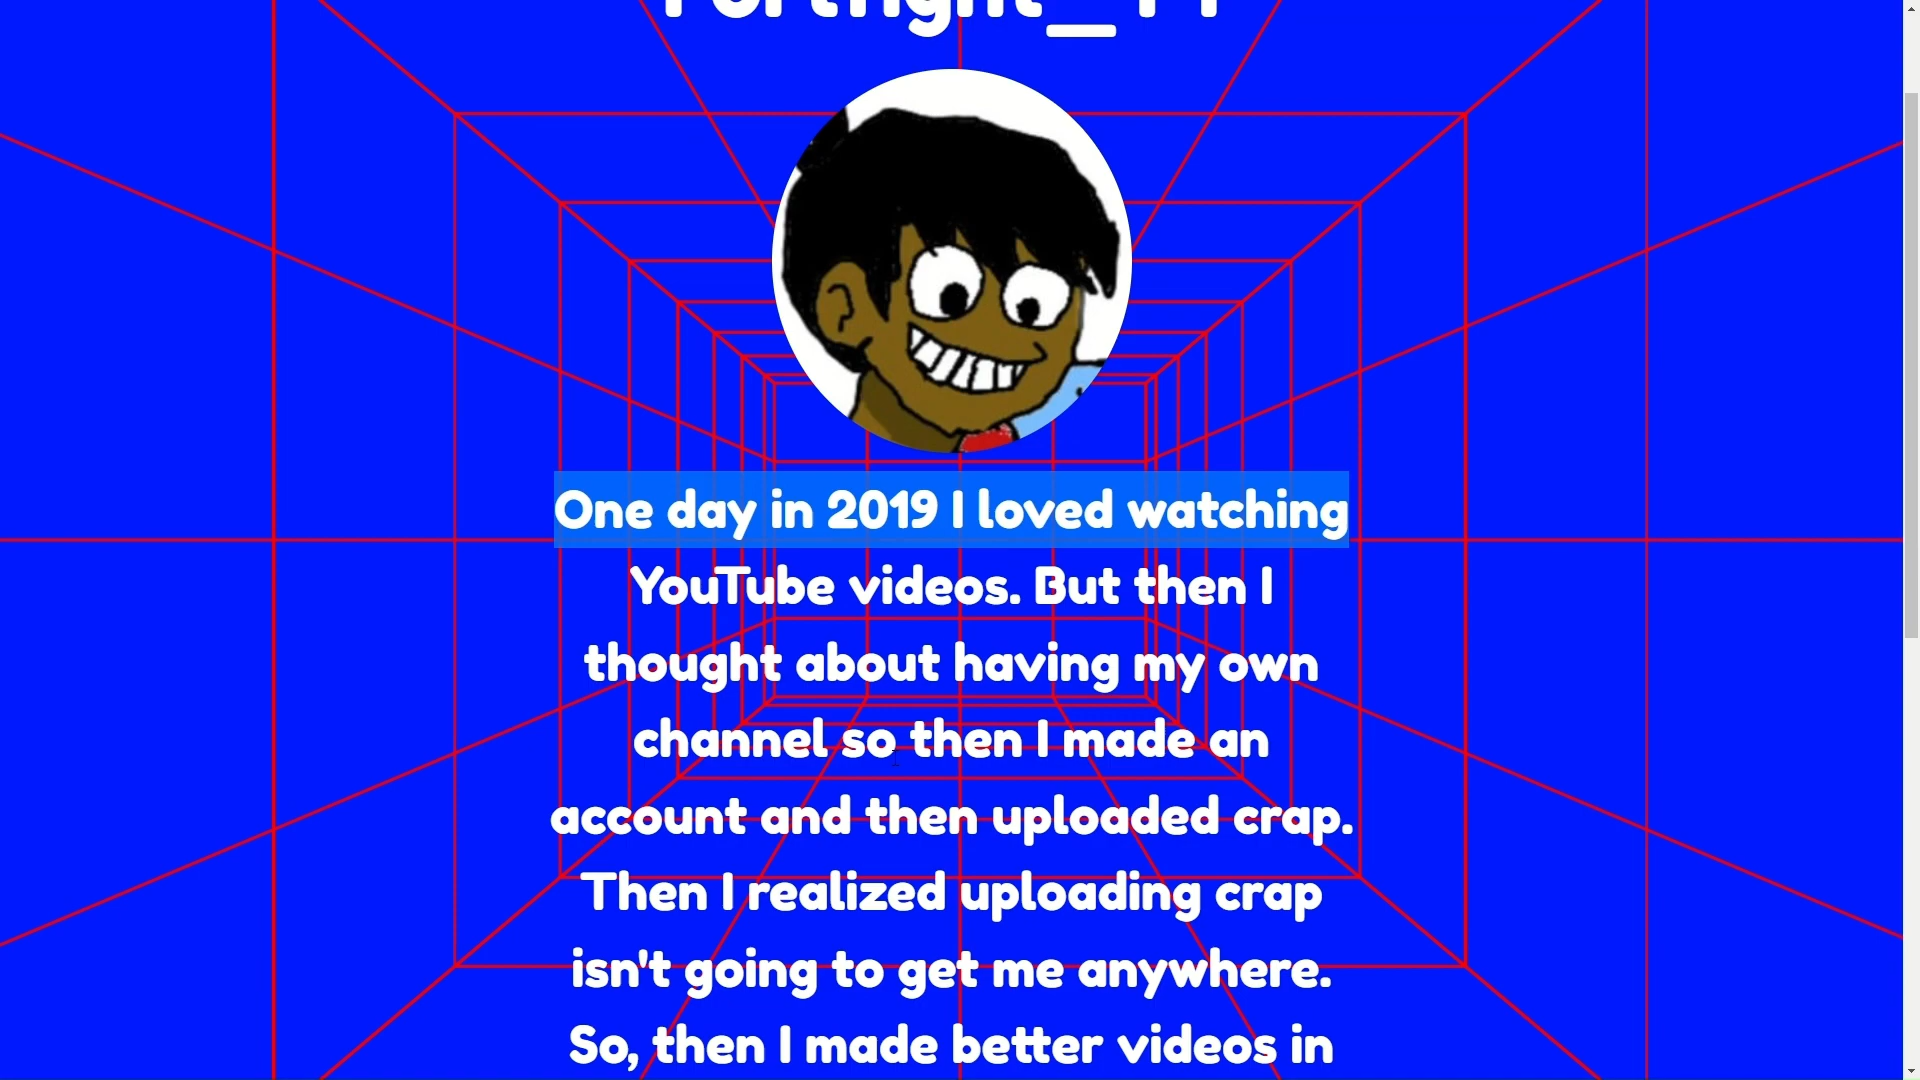 One day in 2019 I loved watching
YouTube videos. But then I
thought about having my own
channel so then I made an
account and then uploaded crap.
Then I realized uploading crap
isn't going to get me anywhere.
So, then I made better videos in